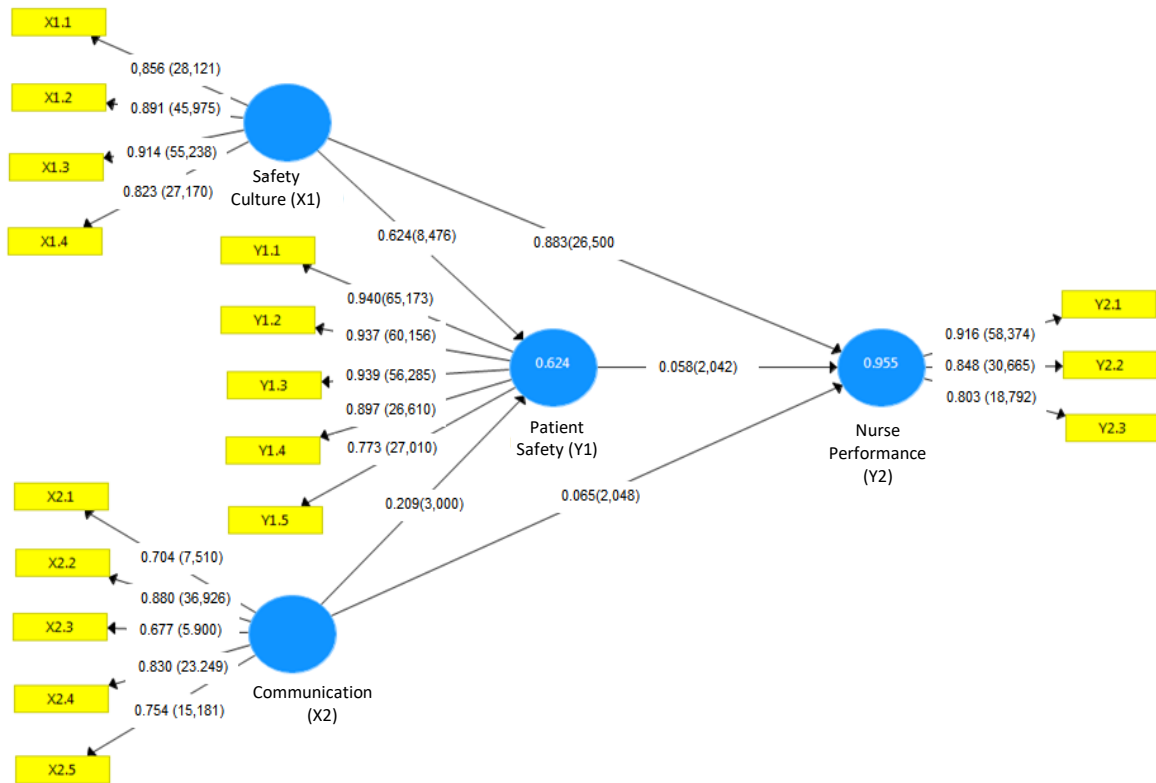 X1.1
0,856 (28,121)
X1.2
0.891 (45,975)
X1.3
0.914 (55,238)
0.823 (27,170)
X1.4
Safety
Culture (X1)
0.624(8,476)
0.883(26,500
Y1.1
0.940(65,173)
Y1.2
0.937 (60,156)
Y1.3
0.939 (56,285)
0.897 (26,610)
Y1.4
0.773 (27,010)
Y1.5
0.624
Patient
Safety (Y1)
0.058(2,042)
0.955
Nurse
Performance
(Y2)
Y2.1
0.916 (58,374)
0.848 (30,665)
Y2.2
0.803 (18,792)
Y2.3
0.209(3,000)
0.065(2,048)
X2.1
0.704 (7,510)
X2.2
0.880 (36,926)
X2.3
0.677 (5.900)
0.830 (23.249)
X2.4
0.754 (15,181)
X2.5
Communication
(X2)